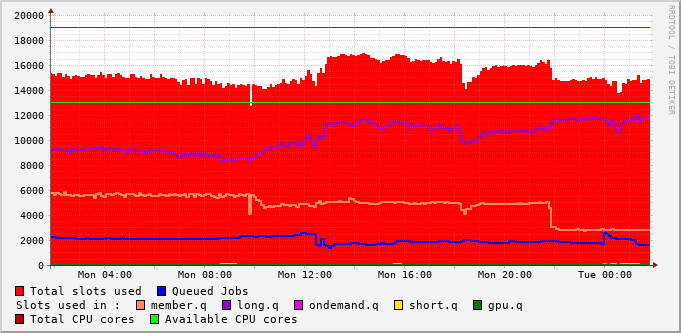 20000
18000
16000
14000
12000
10000
8000
6000
4000
2000
0
Mon 04:00 Mon 08:00 Mon 12:00 Mon 16:00 Mon 20:00 Tue 00:00
RRDTOOL / TOBI OETIKER
Total slots used Queued Jobs
Slots used in : member.q long.q ondemand.q short.q gpu.q
Total CPU cores Available CPU cores